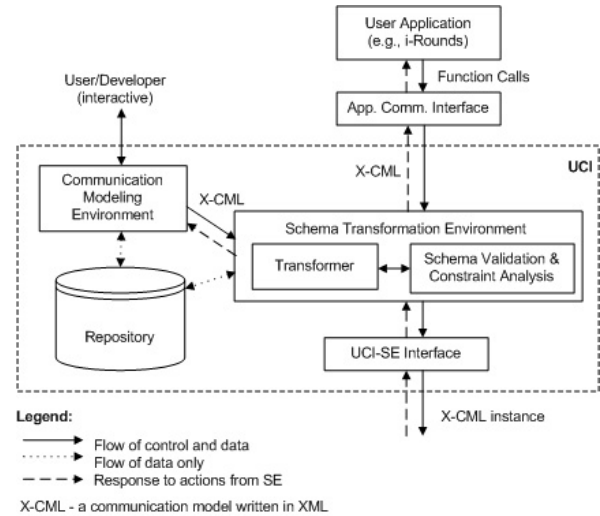 User Application
(e.g., i-Rounds)
Function Calls
User/Developer
(interactive)
App. Comm. Interface
UCI
X-CML
Communication
Modeling
Environment
X-CML
Schema Transformation Environment
Transformer
Schema Validation &
Constraint Analysis
Repository
UCI-SE Interface
X-CML instance
Legend:
Flow of control and data
Flow of data only
Response to actions from SE
X-CML - a communication model written in XML